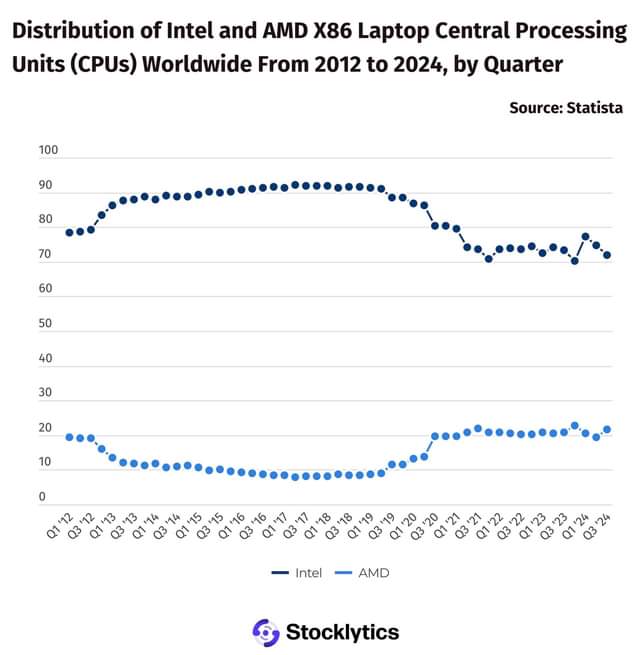 Distribution of Intel and AMD X86 Laptop Central Processing
Units (CPUs) Worldwide From 2012 to 2024, by Quarter
Source: Statista
100
90
80
70
60
50
40
30
20
10
0
Q1 '12
Q3 '12
Q1 '13
Q3 '13
Q1 '14
Q3 '14
Q1 '15
Q3 '15
Q1 '16
Q3 '16
Q1 '17
Q3 '17
Q1 '18
Q3 '18
Q1 '19
Q3 '19
Q1 '20
Q3 '20
Q1 '21
Q3 '21
Q1 '22
Q3 '22
Q1 '23
Q3 '23
Q1 '24
Q3 '24
Intel AMD
Stocklytics